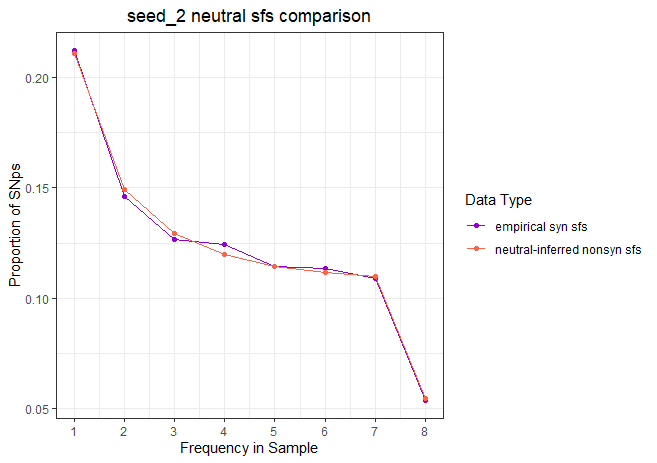 seed_2 neutral sfs comparison
0.20
0.15
0.10
0.05
Proportion of SNps
1 2 3 4 5 6 7 8
Frequency in Sample
Data Type
empirical syn sfs
neutral-inferred nonsyn sfs